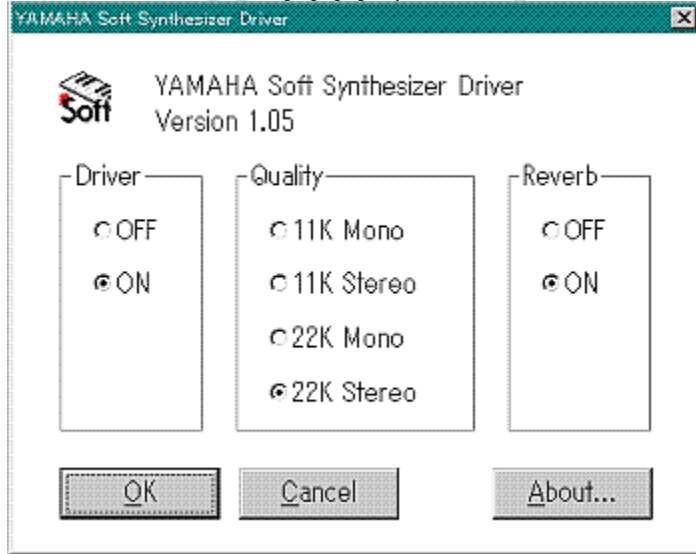 YAMAHA Soft Synthesizer Driver
Soft
YAMAHA Soft Synthesizer Driver
Version 1.05
Driver
OFF
ON
Quality
11K Mono
11K Stereo
22K Mono
22K Stereo
Reverb
OFF
ON
OK
Cancel
About...